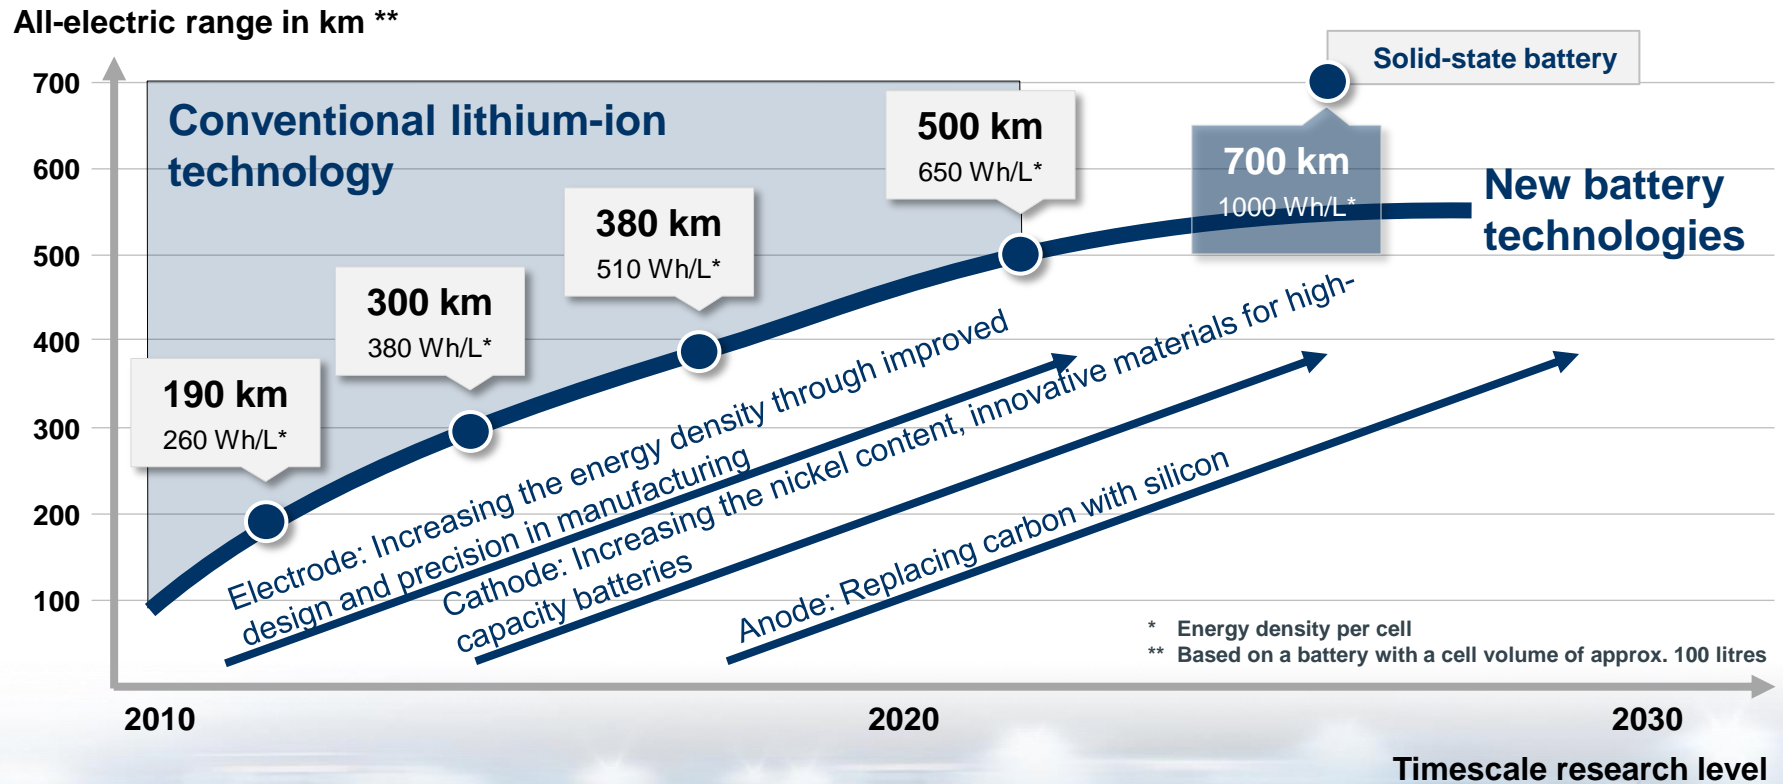 All-electric range in km **
700
600
500
400
300
200
100
Conventional lithium-ion
technology
190 km
260 Wh/L*
300 km
380 Wh/L*
380 km
510 Wh/L*
500 km
650 Wh/L*
Solid-state battery
700 km
1000 Wh/L*
New battery
technologies
Electrode: Increasing the energy density through improved
design and precision in manufacturing
Cathode: Increasing the nickel content, innovative materials for high-
capacity batteries
Anode: Replacing carbon with silicon
* Energy density per cell
** Based on a battery with a cell volume of approx. 100 litres
2010
2020
2030
Timescale research level